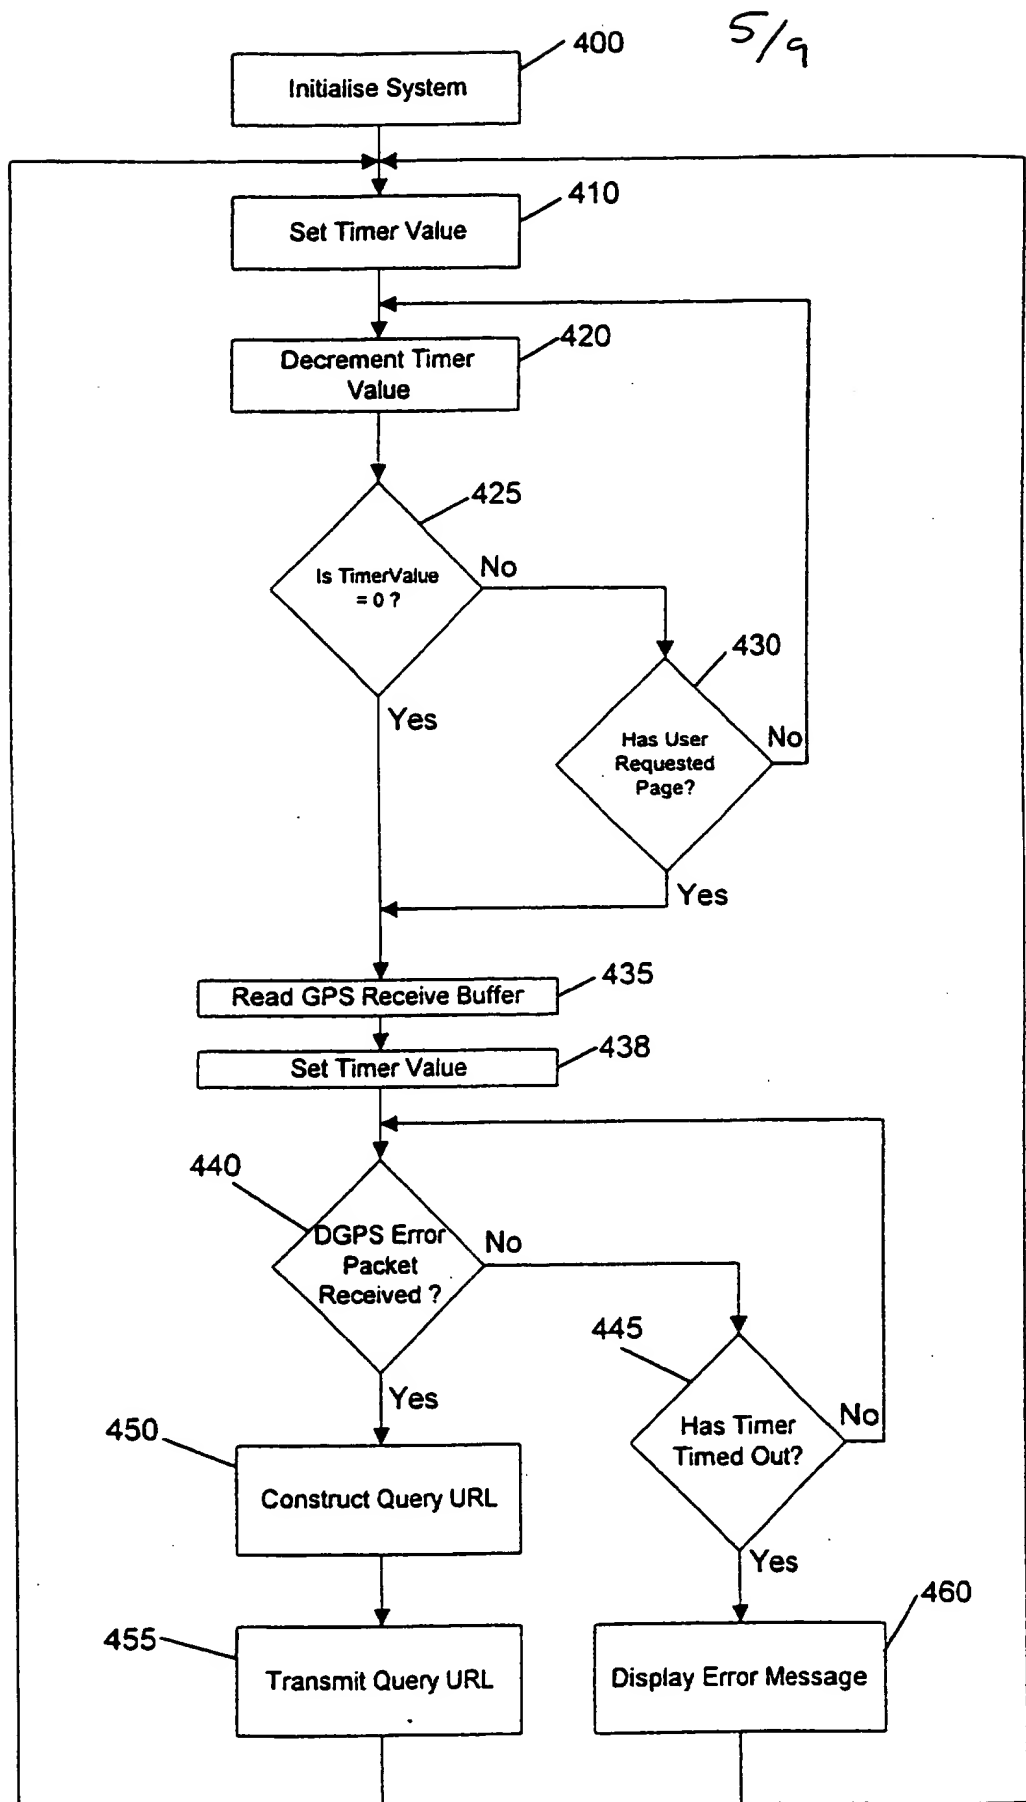 5/9
400
Initialise System
410
Set Timer Value
420
Decrement Timer
Value
425
Is TimerValue
= 0 ?
No
430
Yes
Has User
Requested
Page?
No
Yes
435
Read GPS Receive Buffer
438
Set Timer Value
440
DGPS Error
Packet
Received ?
No
445
Yes
Has Timer
Timed Out?
No
450
Construct Query URL
Yes
460
455
Transmit Query URL
Display Error Message